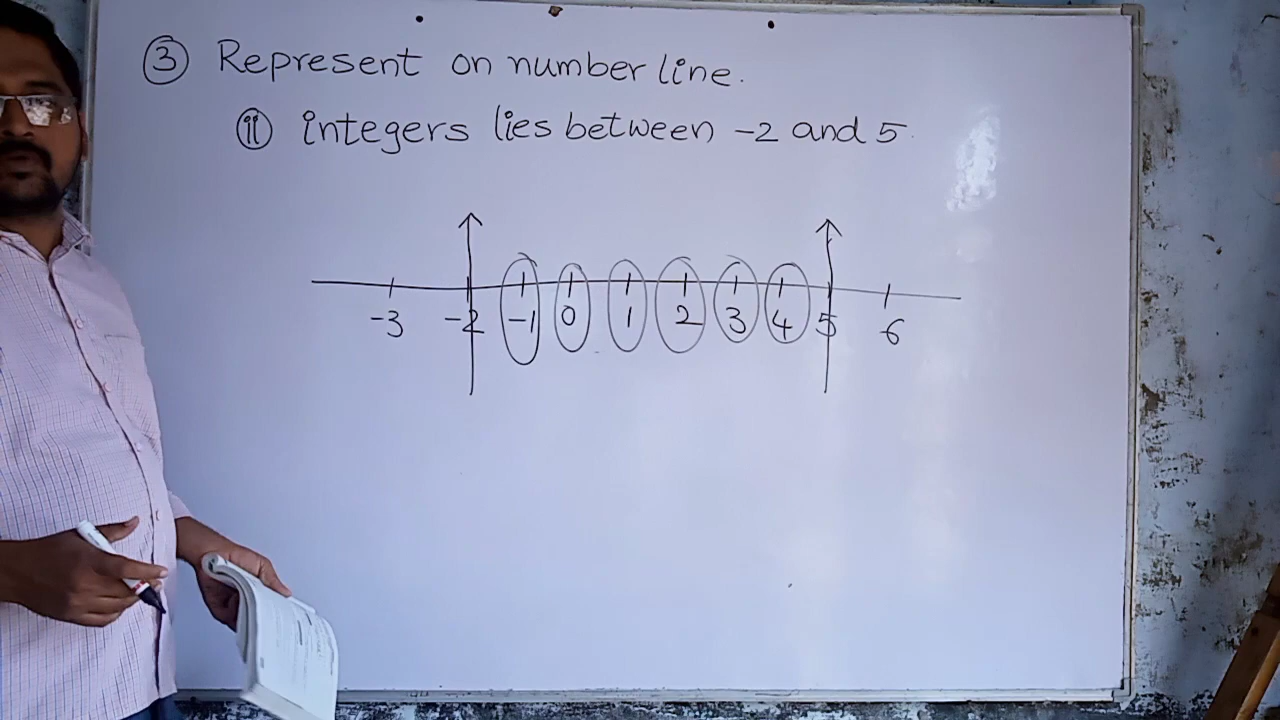 ③ Represent on number line.
ⓘⓘ integers lies between -2 and 5.
-3 -2 -1 0 1 2 3 4 5 6